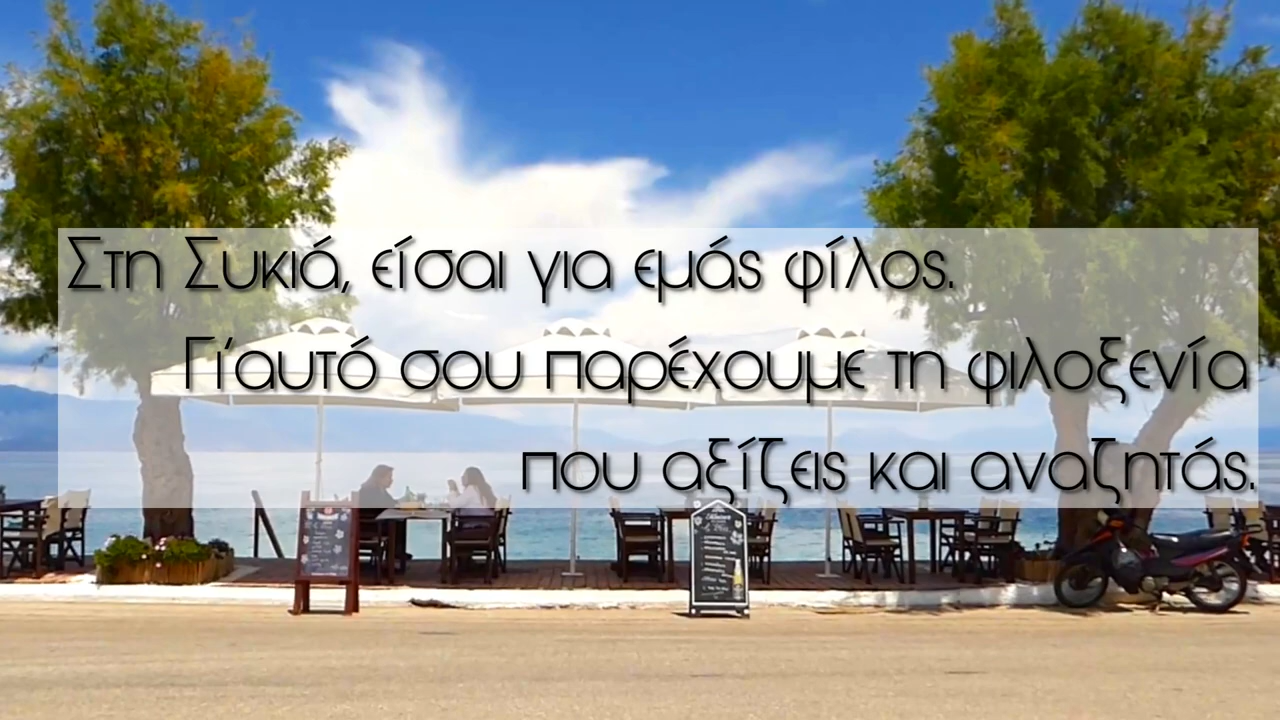 Στη Συκιά, είσαι για εμάς φίλος.
Γι'αυτό σου παρέχουμε τη φιλοξενία
που αξίζεις και αναζητάς.